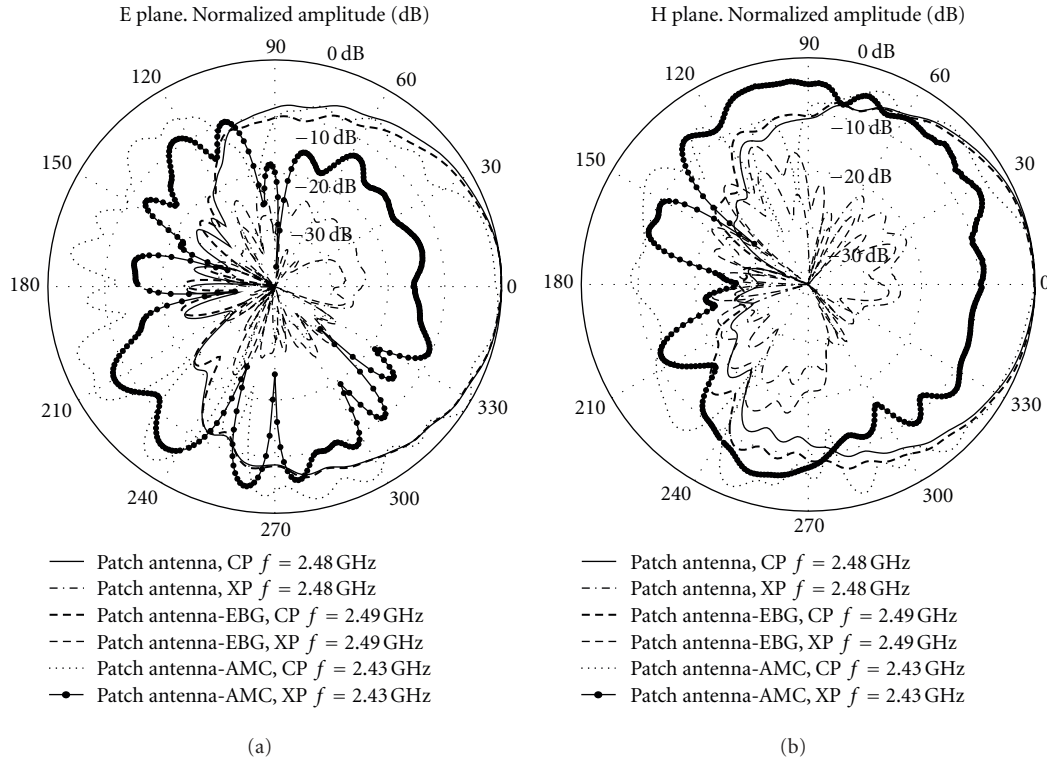 E plane. Normalized amplitude (dB)
90
0 dB
120
60
−10 dB
150
30
−20 dB
−30 dB
180
0
210
330
240
300
270
Patch antenna, CP f = 2.48 GHz
Patch antenna, XP f = 2.48 GHz
Patch antenna-EBG, CP f = 2.49 GHz
Patch antenna-EBG, XP f = 2.49 GHz
Patch antenna-AMC, CP f = 2.43 GHz
Patch antenna-AMC, XP f = 2.43 GHz
(a)
H plane. Normalized amplitude (dB)
90
0 dB
120
60
−10 dB
150
30
−20 dB
−30 dB
180
0
210
330
240
300
270
Patch antenna, CP f = 2.48 GHz
Patch antenna, XP f = 2.48 GHz
Patch antenna-EBG, CP f = 2.49 GHz
Patch antenna-EBG, XP f = 2.49 GHz
Patch antenna-AMC, CP f = 2.43 GHz
Patch antenna-AMC, XP f = 2.43 GHz
(b)